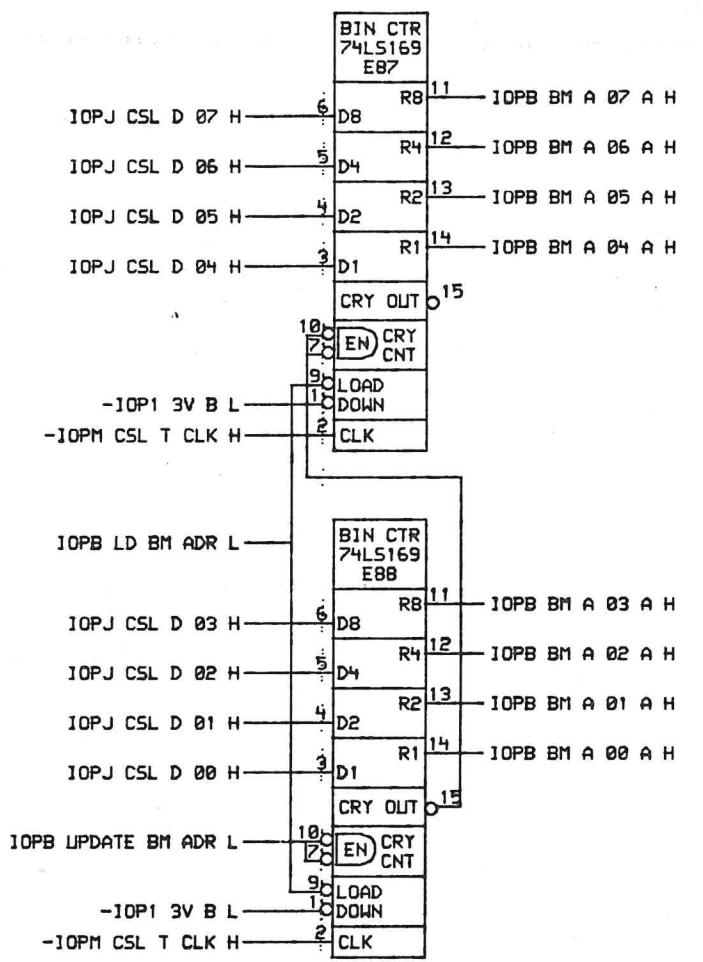 BIN CTR
74LS169
E87
IOPJ CSL D 07 H 6 D8 R8 11 IOPB BM A 07 A H
IOPJ CSL D 06 H 5 D4 R4 12 IOPB BM A 06 A H
IOPJ CSL D 05 H 4 D2 R2 13 IOPB BM A 05 A H
IOPJ CSL D 04 H 3 D1 R1 14 IOPB BM A 04 A H
CRY OUT 15
10 EN CRY
7 CNT
9 LOAD
-IOP1 3V B L 1 DOWN
-IOPM CSL T CLK H 2 CLK
IOPB LD BM ADR L
BIN CTR
74LS169
E88
IOPJ CSL D 03 H 6 D8 R8 11 IOPB BM A 03 A H
IOPJ CSL D 02 H 5 D4 R4 12 IOPB BM A 02 A H
IOPJ CSL D 01 H 4 D2 R2 13 IOPB BM A 01 A H
IOPJ CSL D 00 H 3 D1 R1 14 IOPB BM A 00 A H
CRY OUT 15
IOPB UPDATE BM ADR L 10 EN CRY
7 CNT
9 LOAD
-IOP1 3V B L 1 DOWN
-IOPM CSL T CLK H 2 CLK